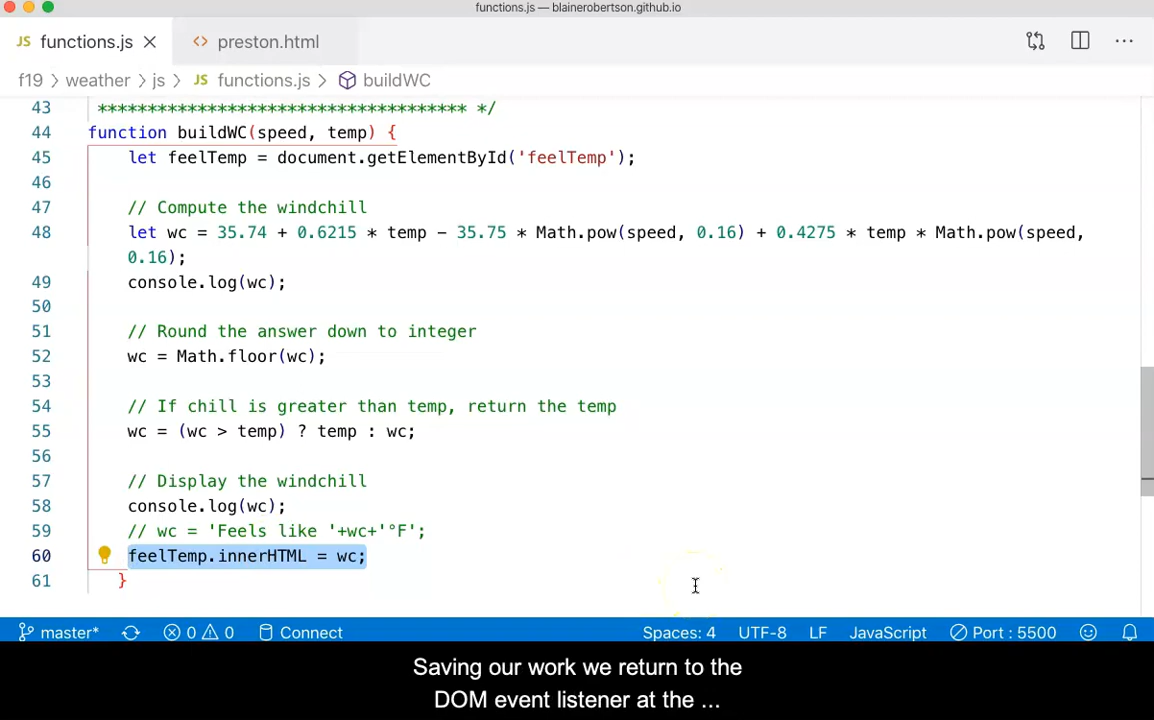 functions.js — blainerobertson.github.io
JS functions.js × <> preston.html ...
f19 > weather > js > JS functions.js > buildWC
43 ************************************* */
44 function buildWC(speed, temp) {
45 let feelTemp = document.getElementById('feelTemp');
46
47 // Compute the windchill
48 let wc = 35.74 + 0.6215 * temp − 35.75 * Math.pow(speed, 0.16) + 0.4275 * temp * Math.pow(speed,
0.16);
49 console.log(wc);
50
51 // Round the answer down to integer
52 wc = Math.floor(wc);
53
54 // If chill is greater than temp, return the temp
55 wc = (wc > temp) ? temp : wc;
56
57 // Display the windchill
58 console.log(wc);
59 // wc = 'Feels like '+wc+'°F';
60 feelTemp.innerHTML = wc;
61 }
master* 0 0 Connect Spaces: 4 UTF-8 LF JavaScript Port : 5500
Saving our work we return to the
DOM event listener at the ...